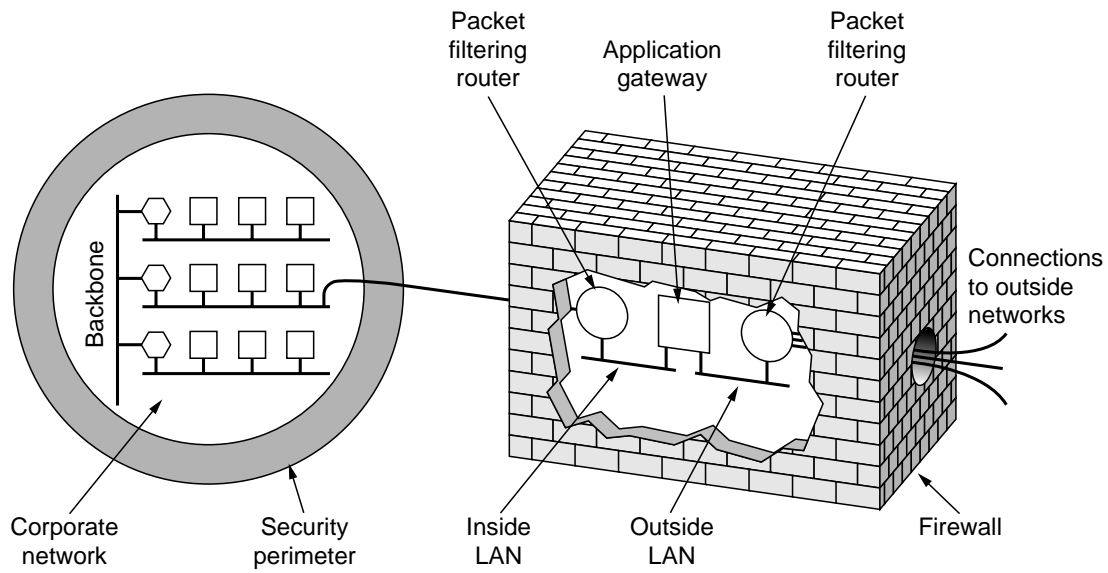 Packet
filtering
router
Application
gateway
Packet
filtering
router
Backbone
Connections
to outside
networks
Corporate
network
Security
perimeter
Inside
LAN
Outside
LAN
Firewall